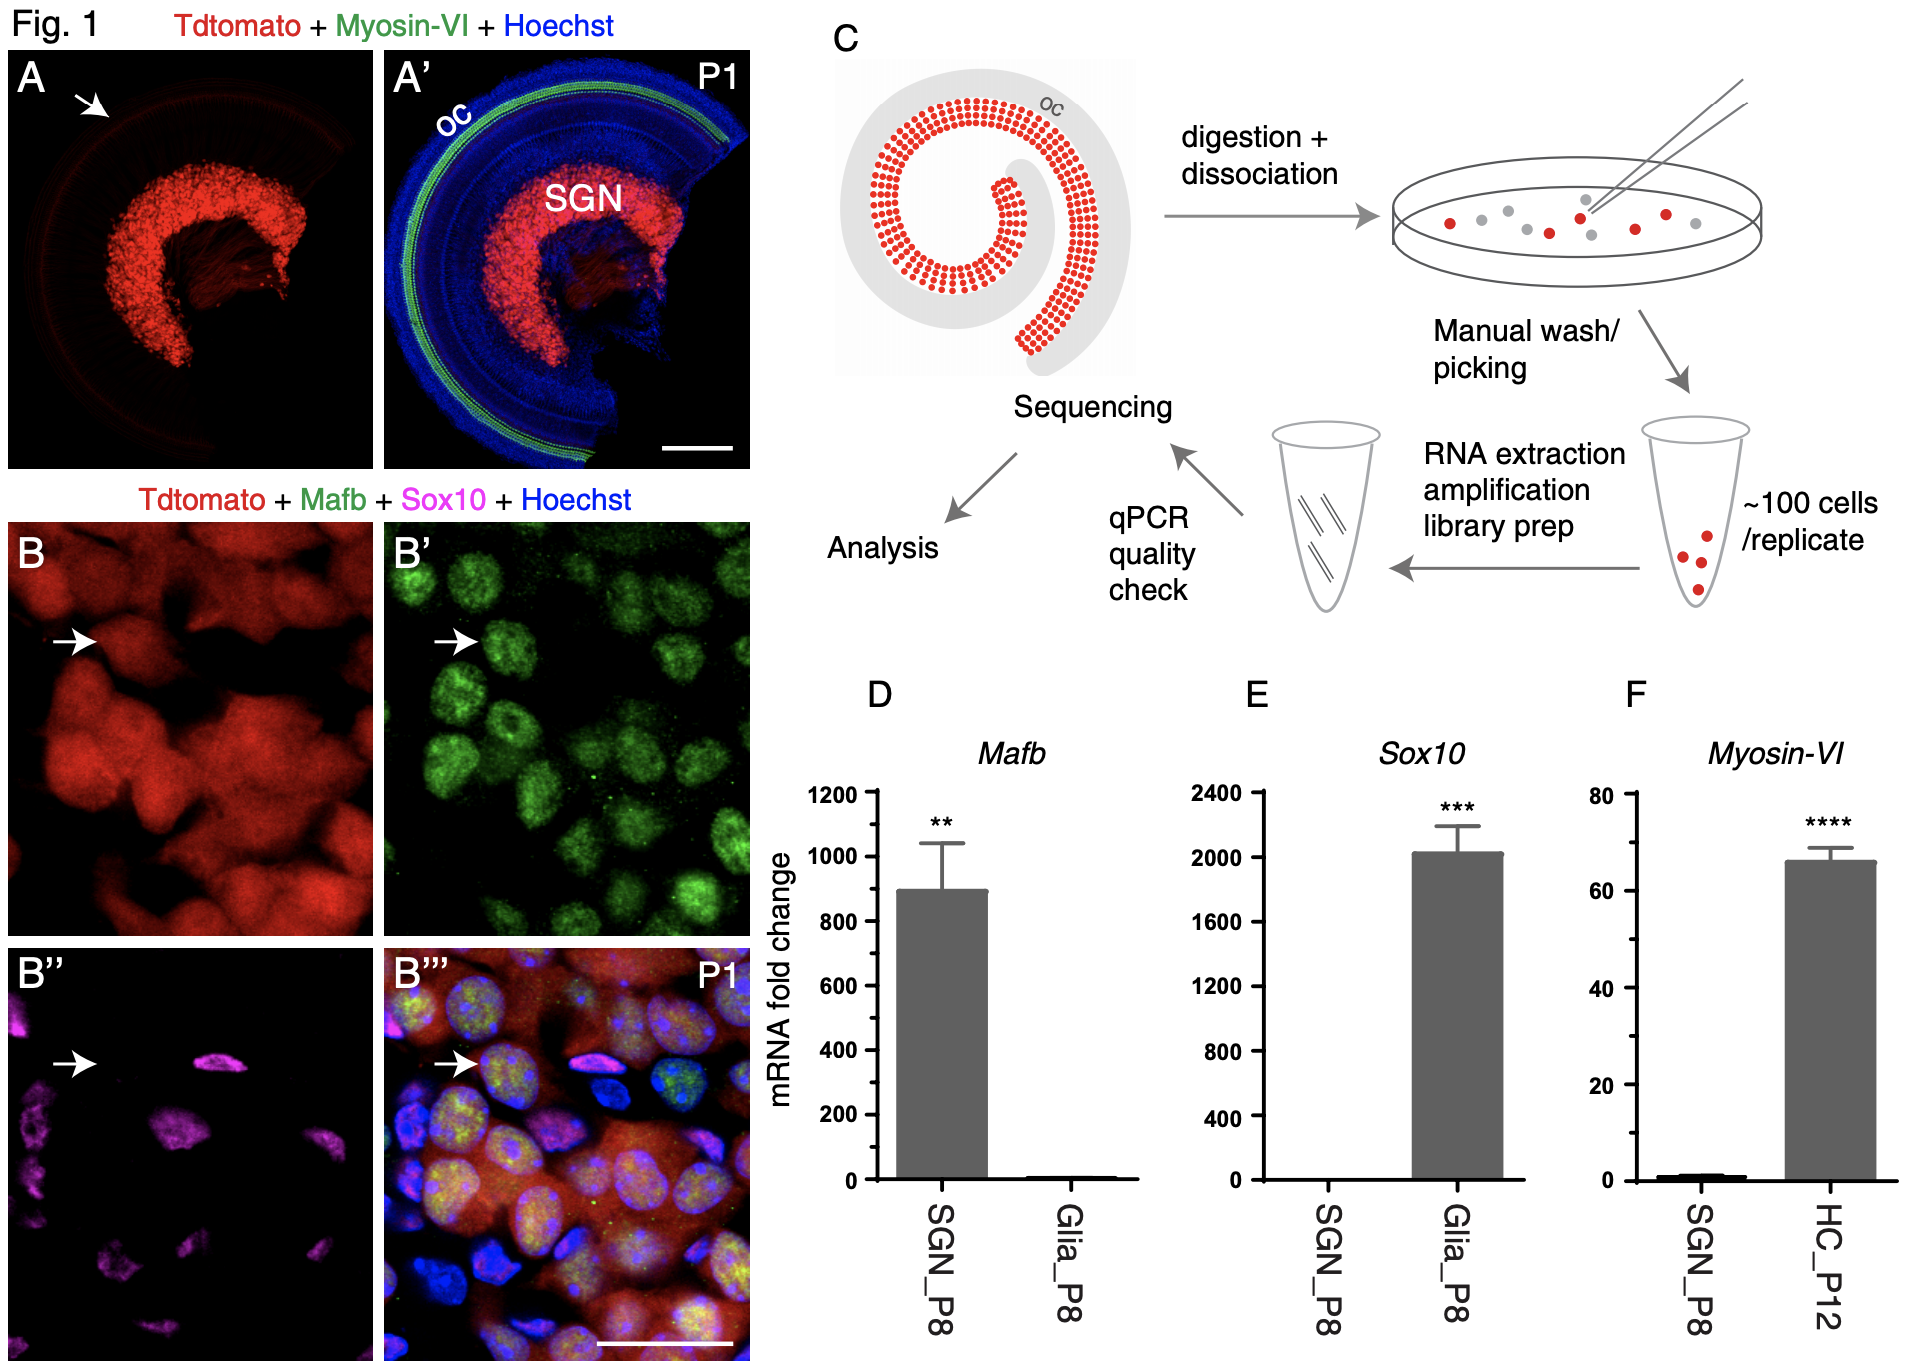 Fig. 1
Tdtomato + Myosin-VI + Hoechst
A
A’
P1
OC
SGN
Tdtomato + Mafb + Sox10 + Hoechst
B
B’
B’’
B’’’
P1
C
OC
digestion +
dissociation
Manual wash/
picking
~100 cells
/replicate
RNA extraction
amplification
library prep
qPCR
quality
check
Sequencing
Analysis
D
Mafb
mRNA fold change
1200
1000
800
600
400
200
0
**
SGN_P8
Glia_P8
E
Sox10
2400
2000
1600
1200
800
400
0
***
SGN_P8
Glia_P8
F
Myosin-VI
80
60
40
20
0
****
SGN_P8
HC_P12